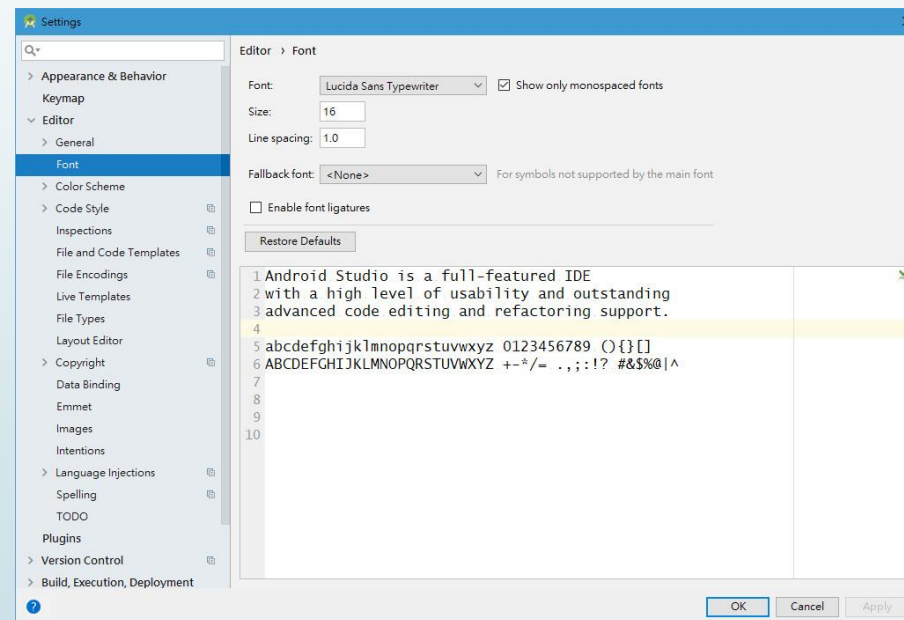 Settings
Appearance & Behavior
Keymap
Editor
General
Font
Color Scheme
Code Style
Inspections
File and Code Templates
File Encodings
Live Templates
File Types
Layout Editor
Copyright
Data Binding
Emmet
Images
Intentions
Language Injections
Spelling
TODO
Plugins
Version Control
Build, Execution, Deployment
Editor › Font
Font: Lucida Sans Typewriter Show only monospaced fonts
Size: 16
Line spacing: 1.0
Fallback font: <None> For symbols not supported by the main font
Enable font ligatures
Restore Defaults
1 Android Studio is a full-featured IDE
2 with a high level of usability and outstanding
3 advanced code editing and refactoring support.
4
5 abcdefghijklmnopqrstuvwxyz 0123456789 (){}[]
6 ABCDEFGHIJKLMNOPQRSTUVWXYZ +-*/= .,;:!? #&$%@|^
7
8
9
10
? OK Cancel Apply